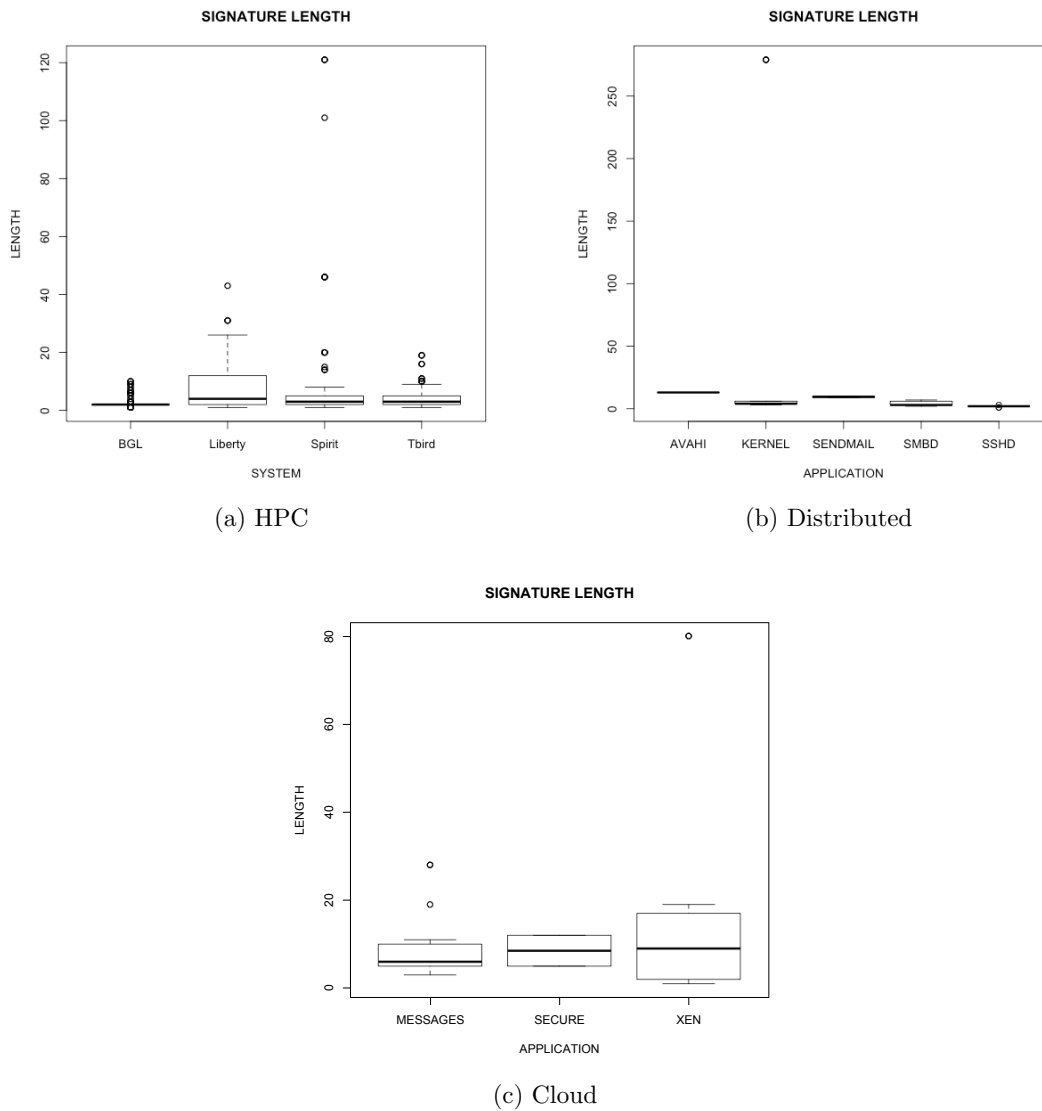 SIGNATURE LENGTH
LENGTH
120
100
80
60
40
20
0
BGL Liberty Spirit Tbird
SYSTEM
(a) HPC
SIGNATURE LENGTH
LENGTH
250
200
150
100
50
0
AVAHI KERNEL SENDMAIL SMBD SSHD
APPLICATION
(b) Distributed
SIGNATURE LENGTH
LENGTH
80
60
40
20
0
MESSAGES SECURE XEN
APPLICATION
(c) Cloud